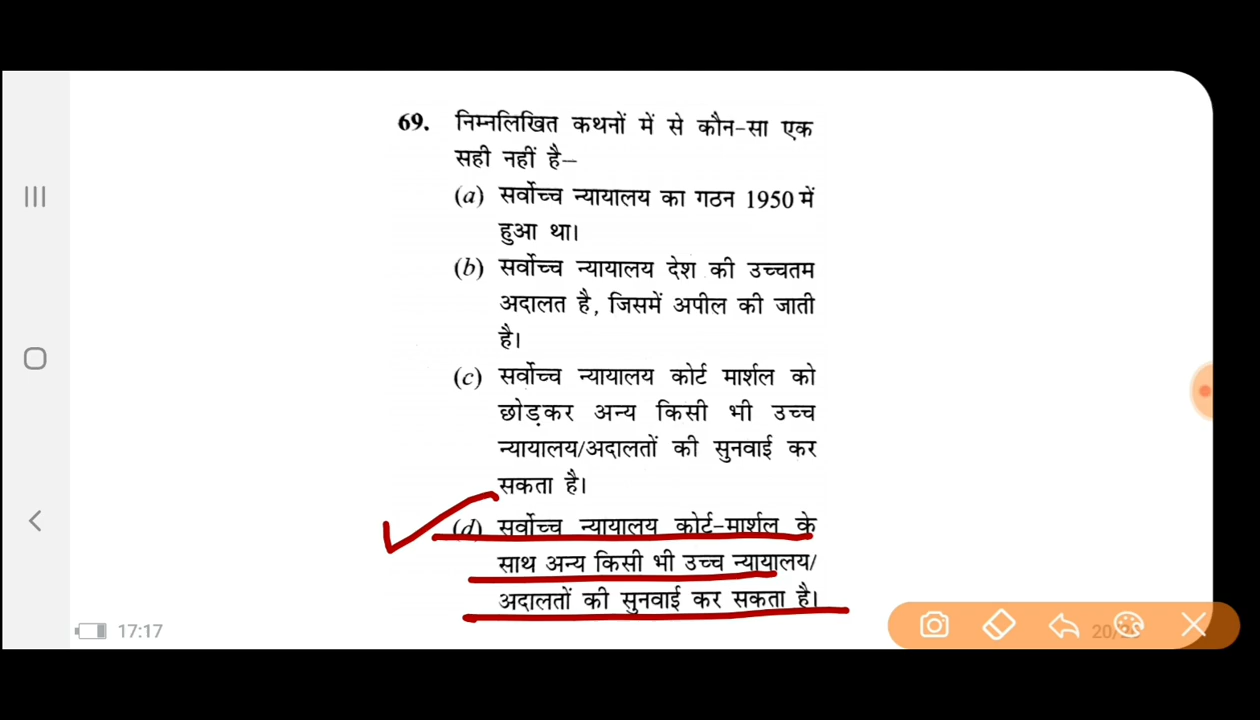 69. निम्नलिखित कथनों में से कौन-सा एक
सही नहीं है–
(a) सर्वोच्च न्यायालय का गठन 1950 में
हुआ था।
(b) सर्वोच्च न्यायालय देश की उच्चतम
अदालत है, जिसमें अपील की जाती
है।
(c) सर्वोच्च न्यायालय कोर्ट मार्शल को
छोड़कर अन्य किसी भी उच्च
न्यायालय/अदालतों की सुनवाई कर
सकता है।
(d) सर्वोच्च न्यायालय कोर्ट-मार्शल के
साथ अन्य किसी भी उच्च न्यायालय/
अदालतों की सुनवाई कर सकता है।
17:17